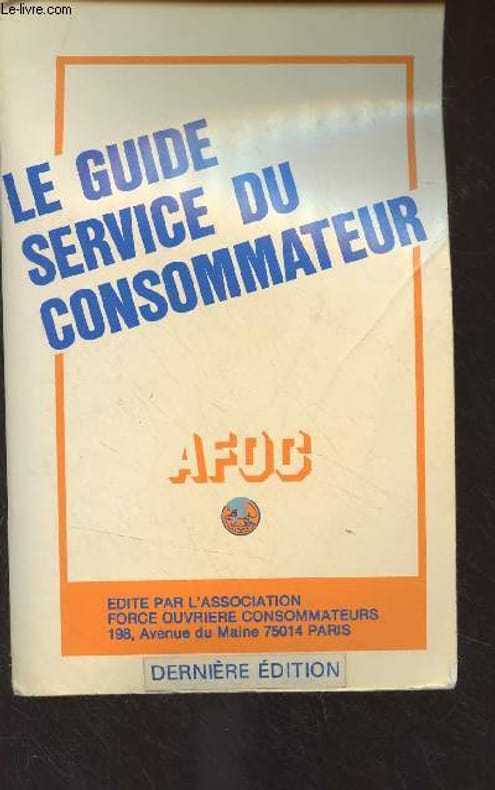 Le-livre.com
LE GUIDE
SERVICE DU
CONSOMMATEUR
AFOC
EDITE PAR L'ASSOCIATION
FORCE OUVRIERE CONSOMMATEURS
198, Avenue du Maine 75014 PARIS
DERNIÈRE ÉDITION